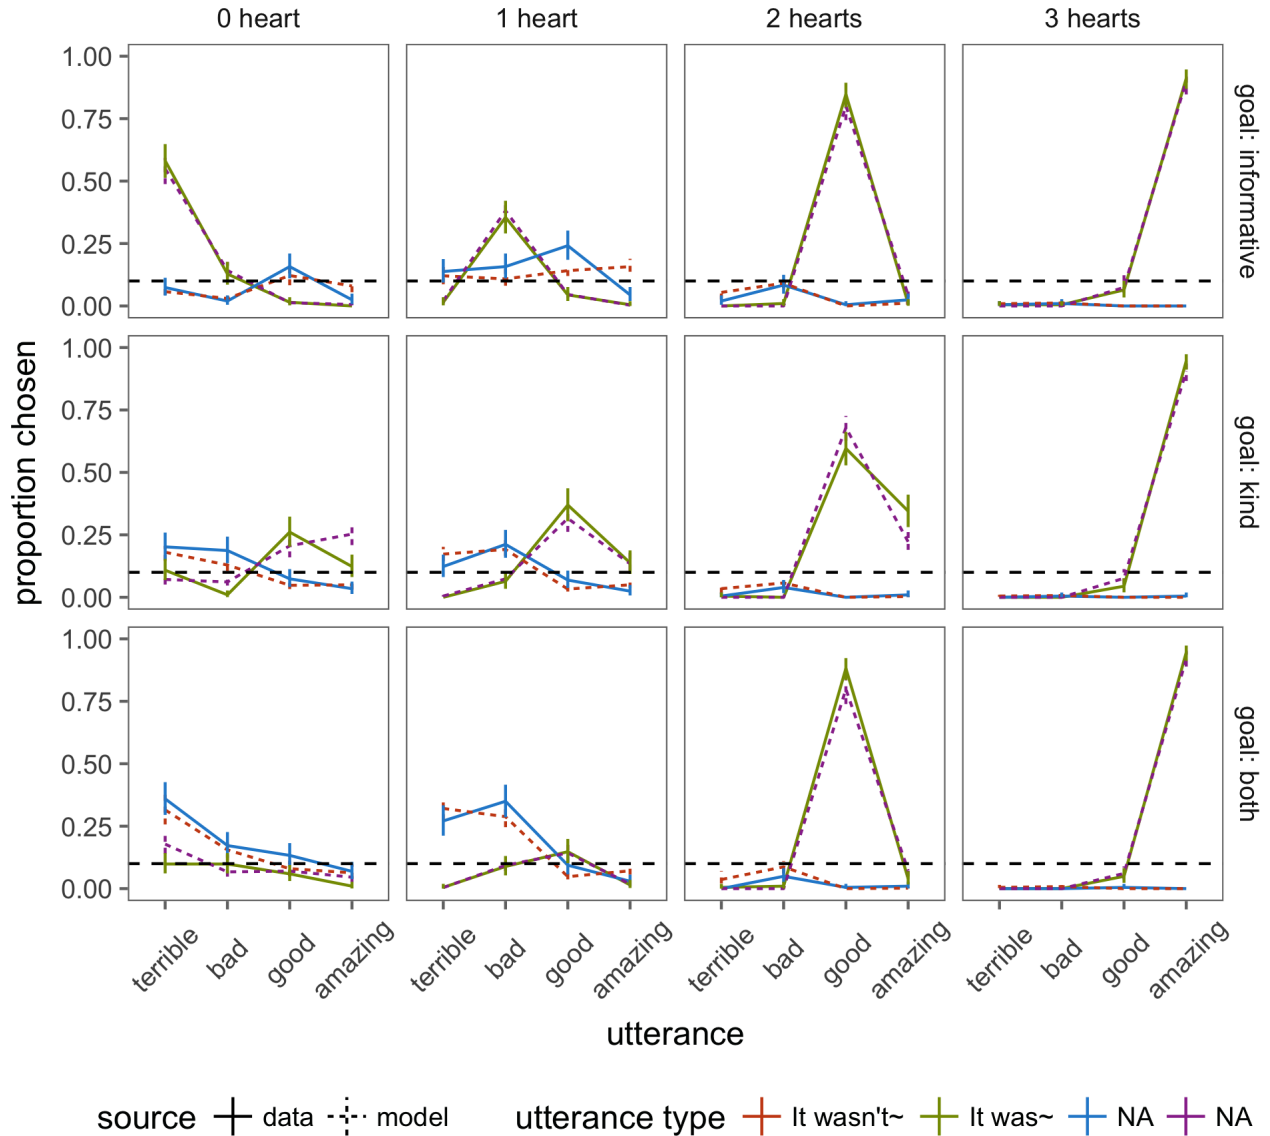 0 heart 1 heart 2 hearts 3 hearts
1.00
0.75
0.50
0.25
0.00
goal: informative
1.00
0.75
0.50
0.25
0.00
goal: kind
1.00
0.75
0.50
0.25
0.00
goal: both
proportion chosen
terrible bad good amazing terrible bad good amazing terrible bad good amazing terrible bad good amazing
utterance
source data model utterance type It wasn't~ It was~ NA NA